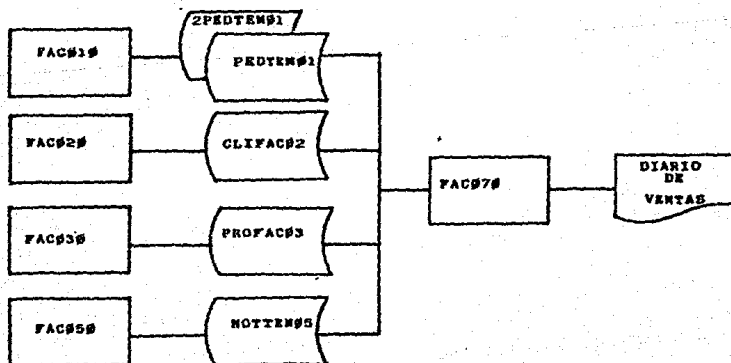 2PEDTEMØ1
FACØ1Ø
PEDTEMØ1
FACØ2Ø
CLIFACØ2
FACØ7Ø
DIARIO
DE
VENTAS
FACØ3Ø
PROFACØ3
FACØ5Ø
NOTTEMØ5